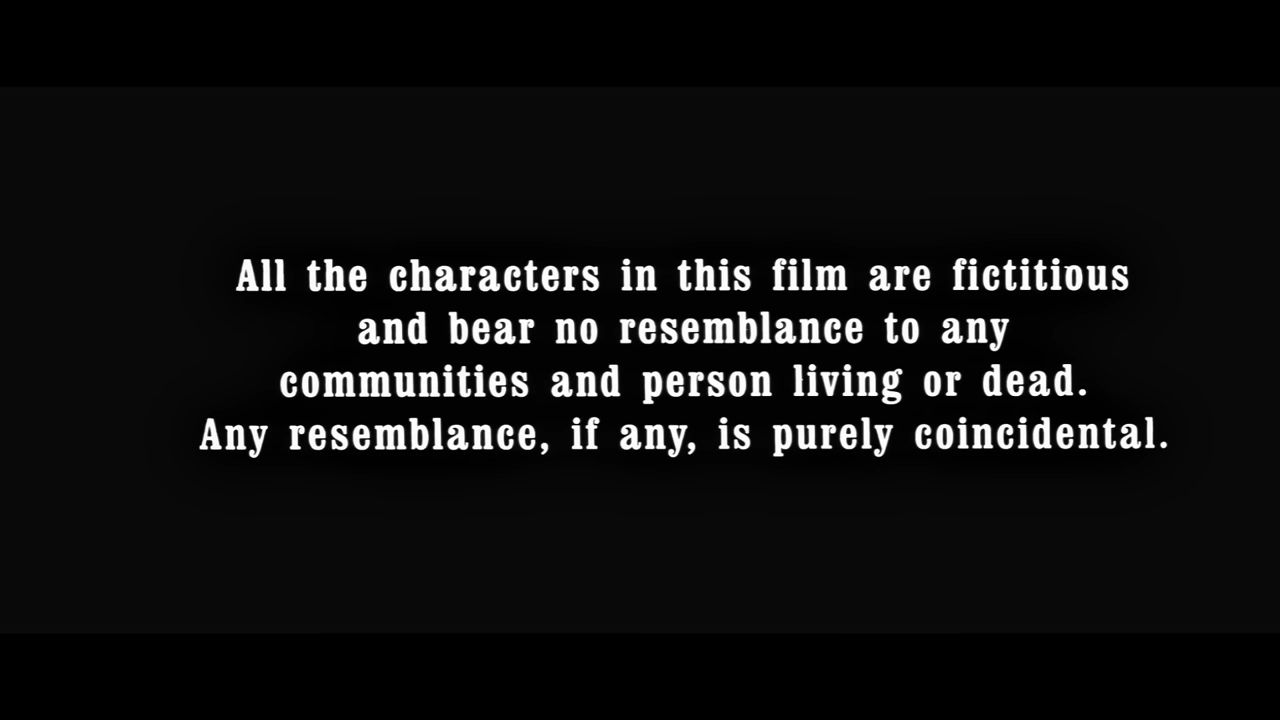 All the characters in this film are fictitious
and bear no resemblance to any
communities and person living or dead.
Any resemblance, if any, is purely coincidental.